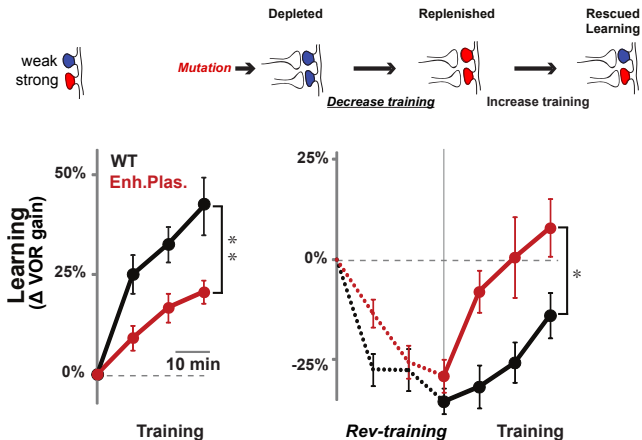 Depleted
Replenished
Rescued
Learning
weak
strong
Mutation
Decrease training
Increase training
WT
Enh.Plas.
50%
25%
0%
Learning
(Δ VOR gain)
**
10 min
Training
25%
0%
-25%
*
Rev-training
Training